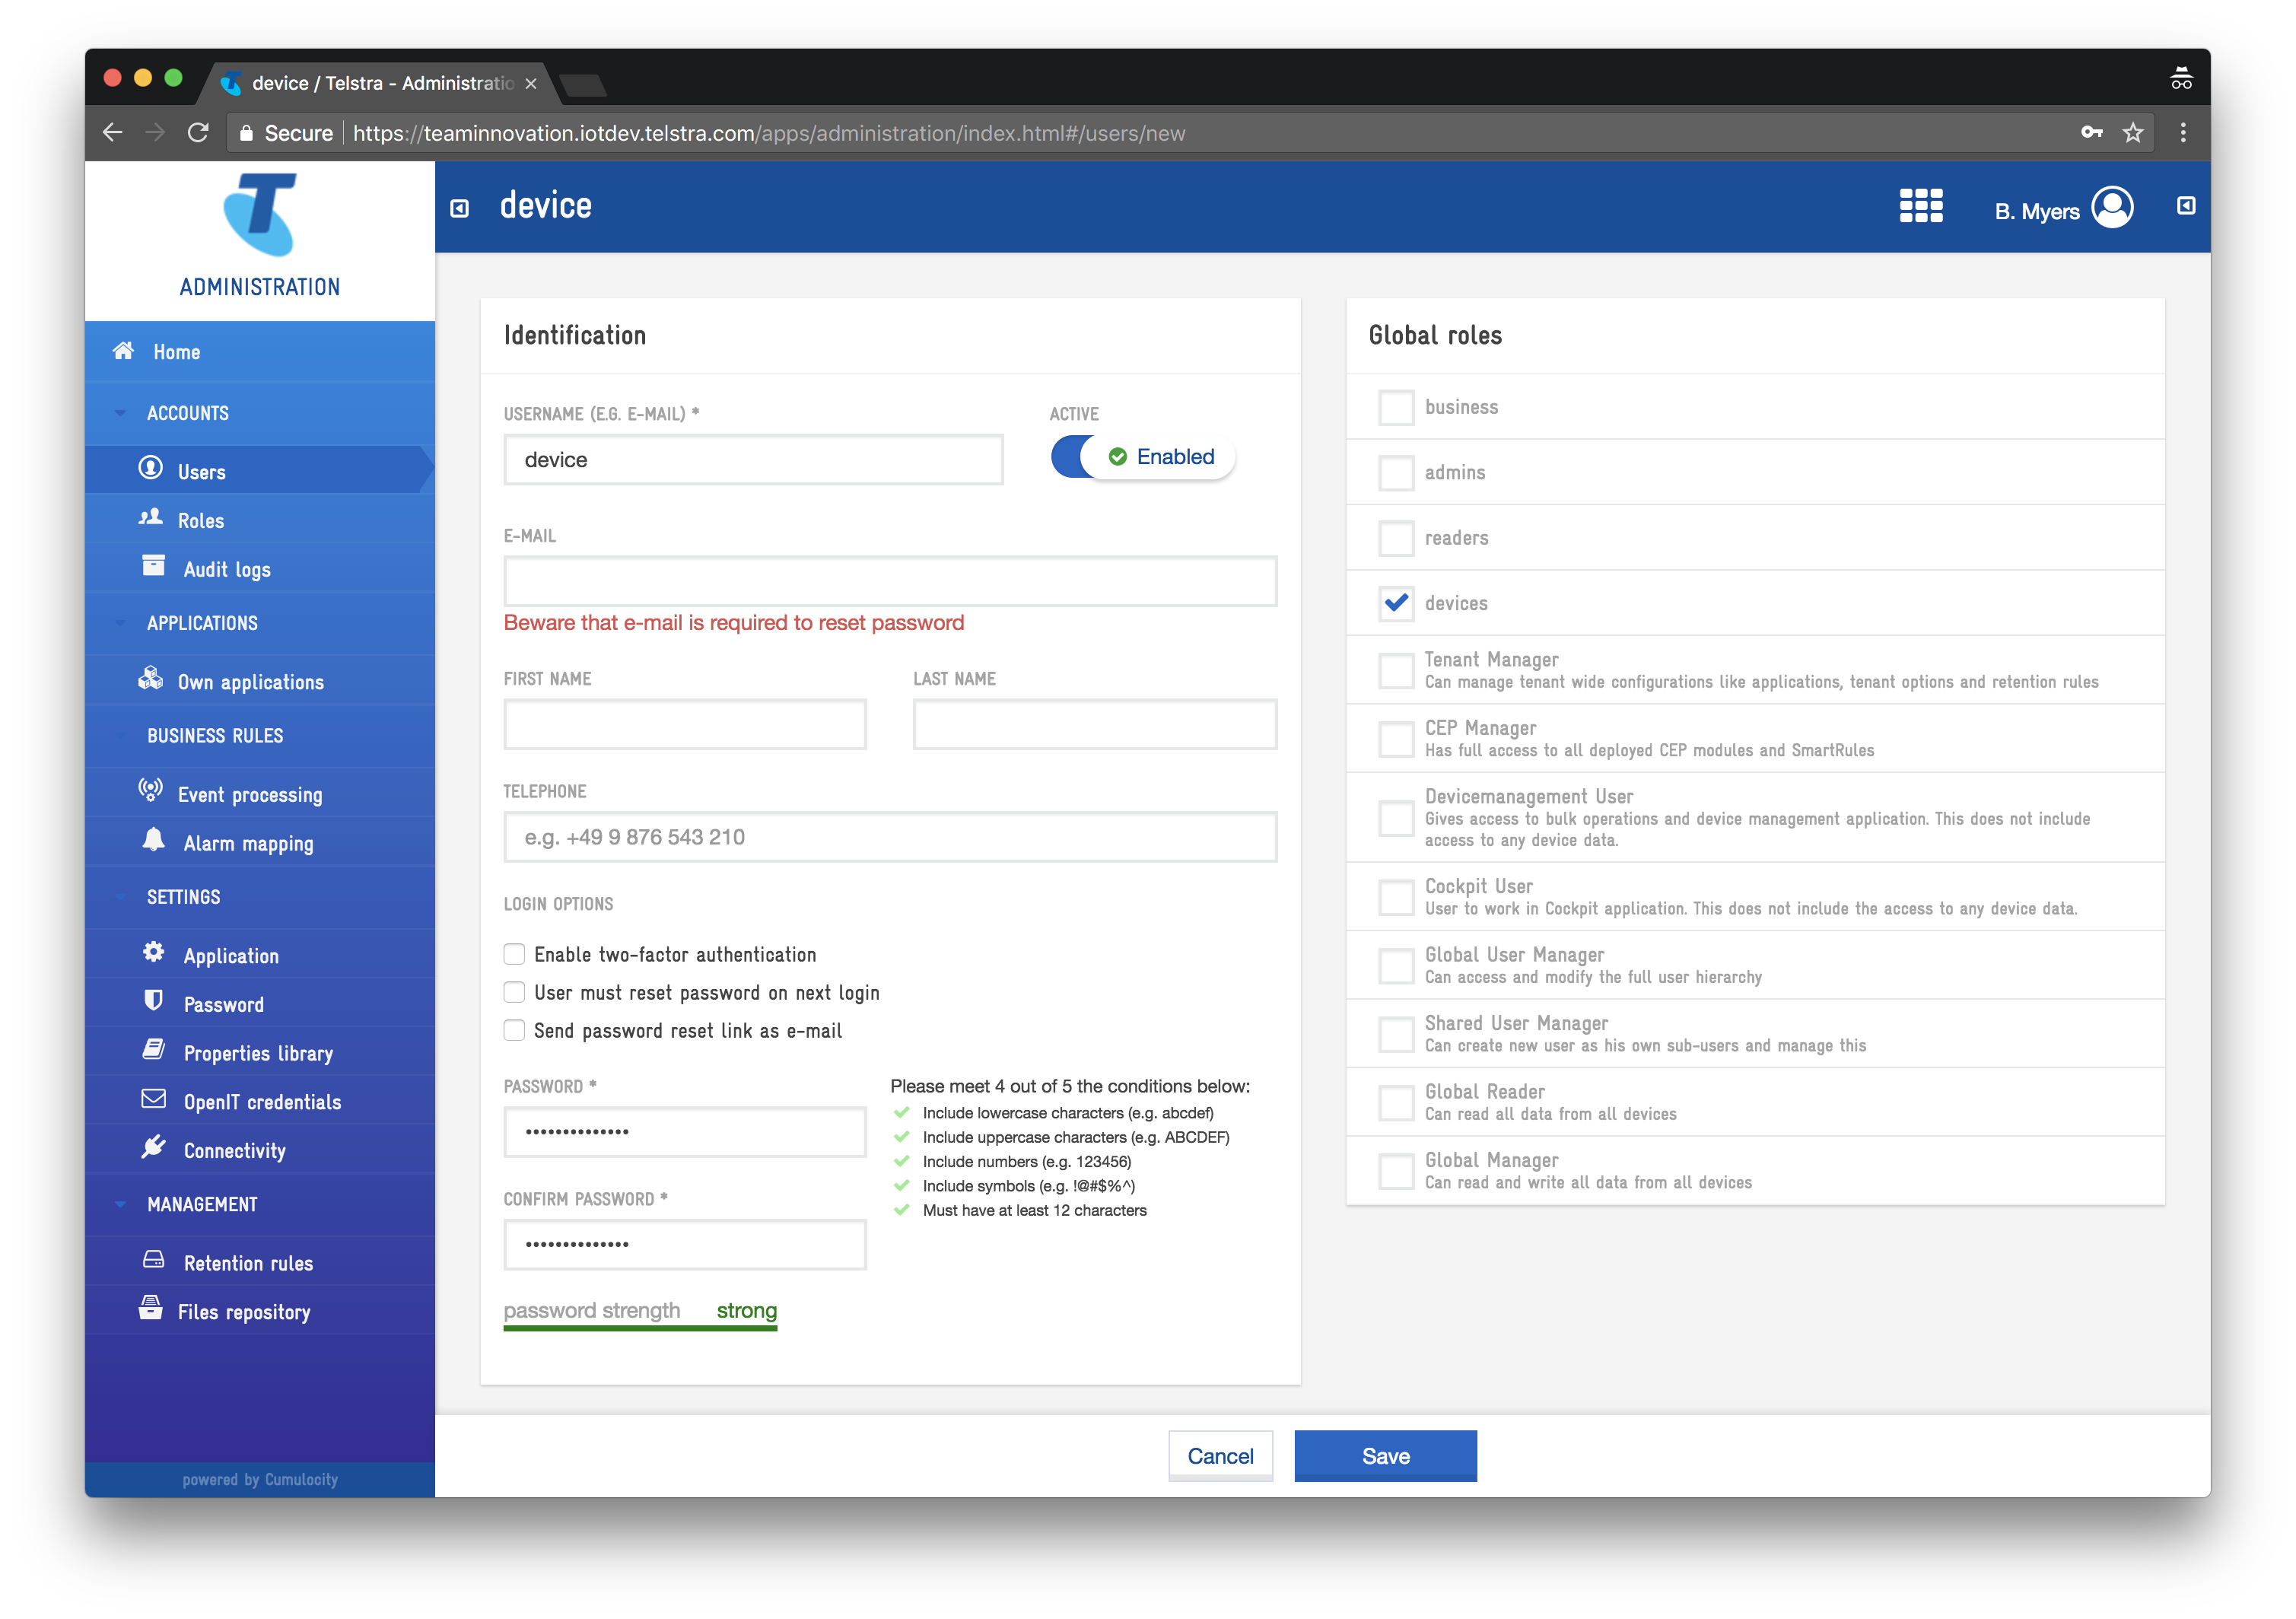 device / Telstra - Administratio
Secure
https://teaminnovation.iotdev.telstra.com/apps/administration/index.html#/users/new
ADMINISTRATION
Home
ACCOUNTS
Users
Roles
Audit logs
APPLICATIONS
Own applications
BUSINESS RULES
Event processing
Alarm mapping
SETTINGS
Application
Password
Properties library
OpenIT credentials
Connectivity
MANAGEMENT
Retention rules
Files repository
powered by Cumulocity
device
B. Myers
Identification
USERNAME (E.G. E-MAIL) *
device
ACTIVE
Enabled
E-MAIL
Beware that e-mail is required to reset password
FIRST NAME
LAST NAME
TELEPHONE
e.g. +49 9 876 543 210
LOGIN OPTIONS
Enable two-factor authentication
User must reset password on next login
Send password reset link as e-mail
PASSWORD *
••••••••••••••
CONFIRM PASSWORD *
••••••••••••••
password strength strong
Please meet 4 out of 5 the conditions below:
Include lowercase characters (e.g. abcdef)
Include uppercase characters (e.g. ABCDEF)
Include numbers (e.g. 123456)
Include symbols (e.g. !@#$%^)
Must have at least 12 characters
Global roles
business
admins
readers
devices
Tenant Manager
Can manage tenant wide configurations like applications, tenant options and retention rules
CEP Manager
Has full access to all deployed CEP modules and SmartRules
Devicemanagement User
Gives access to bulk operations and device management application. This does not include
access to any device data.
Cockpit User
User to work in Cockpit application. This does not include the access to any device data.
Global User Manager
Can access and modify the full user hierarchy
Shared User Manager
Can create new user as his own sub-users and manage this
Global Reader
Can read all data from all devices
Global Manager
Can read and write all data from all devices
Cancel
Save